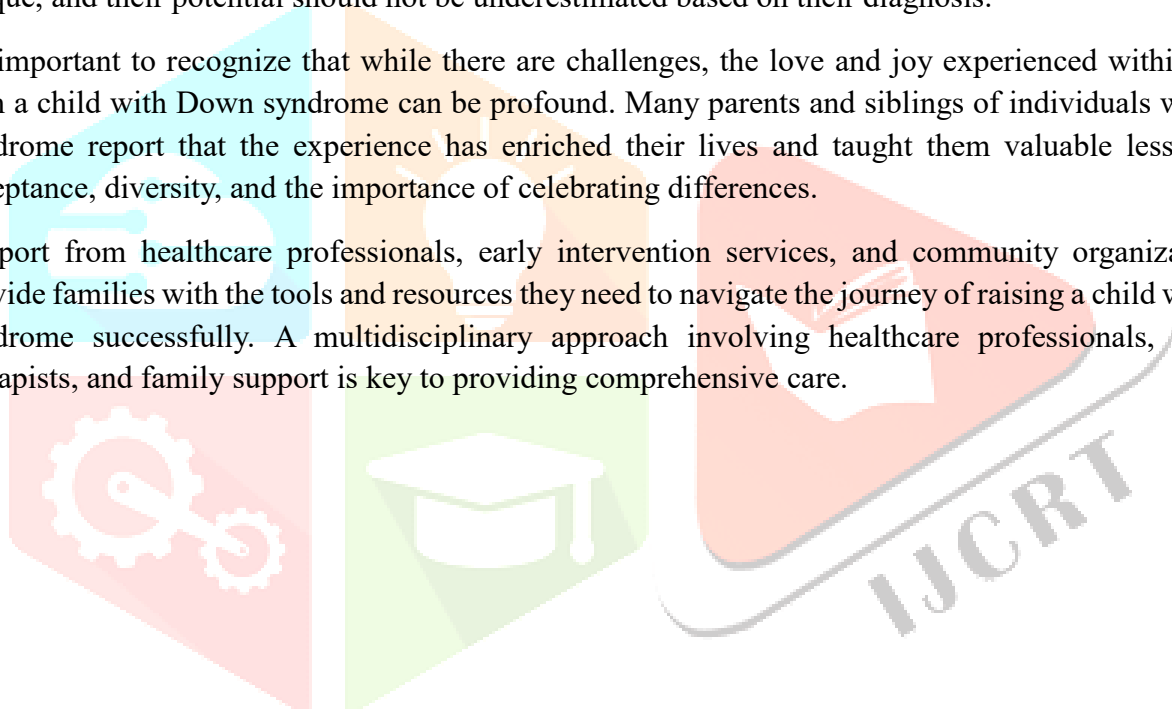 que, and their potential should not be underestimated based on their diagnosis.
important to recognize that while there are challenges, the love and joy experienced withi
a child with Down syndrome can be profound. Many parents and siblings of individuals w
drome report that the experience has enriched their lives and taught them valuable less
eptance, diversity, and the importance of celebrating differences.
port from healthcare professionals, early intervention services, and community organiza
vide families with the tools and resources they need to navigate the journey of raising a child w
drome successfully. A multidisciplinary approach involving healthcare professionals,
apists, and family support is key to providing comprehensive care.
IJCRT